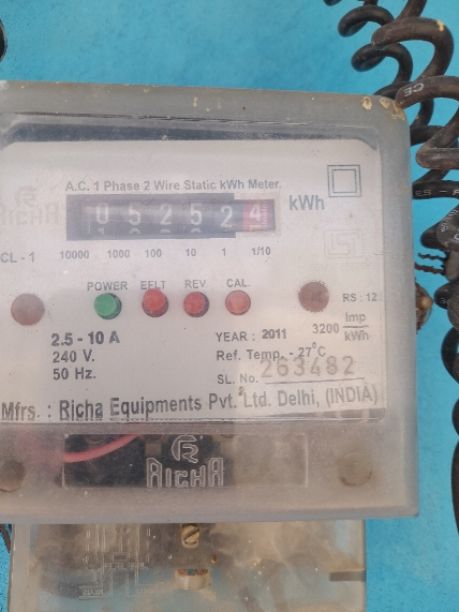 A.C. 1 Phase 2 Wire Static kWh Meter.
RICHA
0 5 2 5 2 4 kWh
CL - 1 10000 1000 100 10 1 1/10
POWER EFLT REV. CAL.
RS : 12
2.5 - 10 A
YEAR : 2011 3200 imp/kWh
240 V.
Ref. Temp. - 27°C
50 Hz.
SL. No. 263482
Mfrs. : Richa Equipments Pvt. Ltd. Delhi, (INDIA)
RICHA